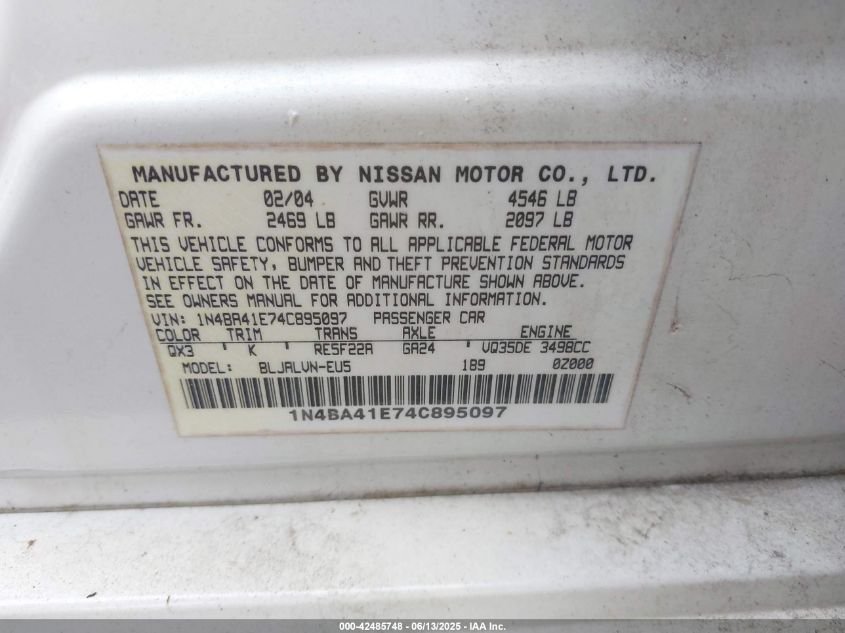 MANUFACTURED BY NISSAN MOTOR CO., LTD.
DATE 02/04 GVWR 4546 LB
GAWR FR. 2469 LB GAWR RR. 2097 LB
THIS VEHICLE CONFORMS TO ALL APPLICABLE FEDERAL MOTOR
VEHICLE SAFETY, BUMPER AND THEFT PREVENTION STANDARDS
IN EFFECT ON THE DATE OF MANUFACTURE SHOWN ABOVE.
SEE OWNERS MANUAL FOR ADDITIONAL INFORMATION.
VIN: 1N4BA41E74C895097 PASSENGER CAR
COLOR TRIM TRANS AXLE ENGINE
QX3 ' K RE5F22A GA24 ' VQ35DE 3498CC
MODEL: BLJALVN-EU5 189 0Z000
1N4BA41E74C895097
000-42485748 - 06/13/2025 - IAA Inc.